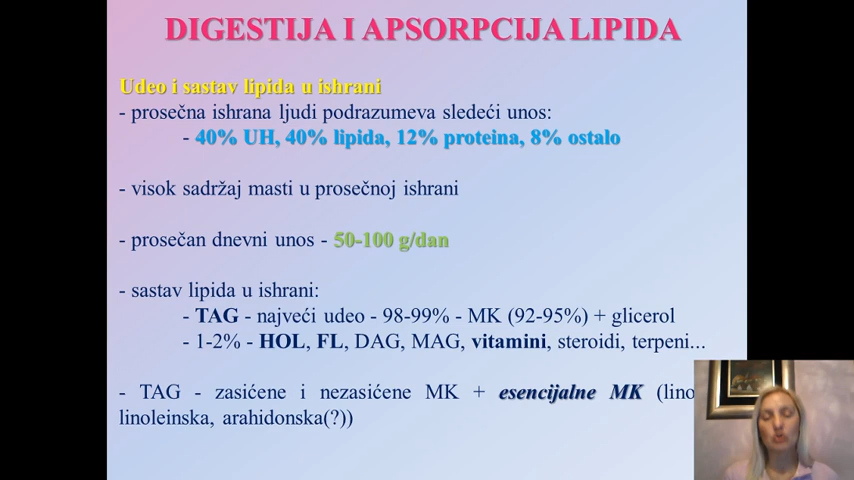 DIGESTIJA I APSORPCIJA LIPIDA
Udeo i sastav lipida u ishrani
- prosečna ishrana ljudi podrazumeva sledeći unos:
- 40% UH, 40% lipida, 12% proteina, 8% ostalo
- visok sadržaj masti u prosečnoj ishrani
- prosečan dnevni unos - 50-100 g/dan
- sastav lipida u ishrani:
- TAG - najveći udeo - 98-99% - MK (92-95%) + glicerol
- 1-2% - HOL, FL, DAG, MAG, vitamini, steroidi, terpeni...
- TAG - zasićene i nezasićene MK + esencijalne MK
linoleinska, arahidonska(?))